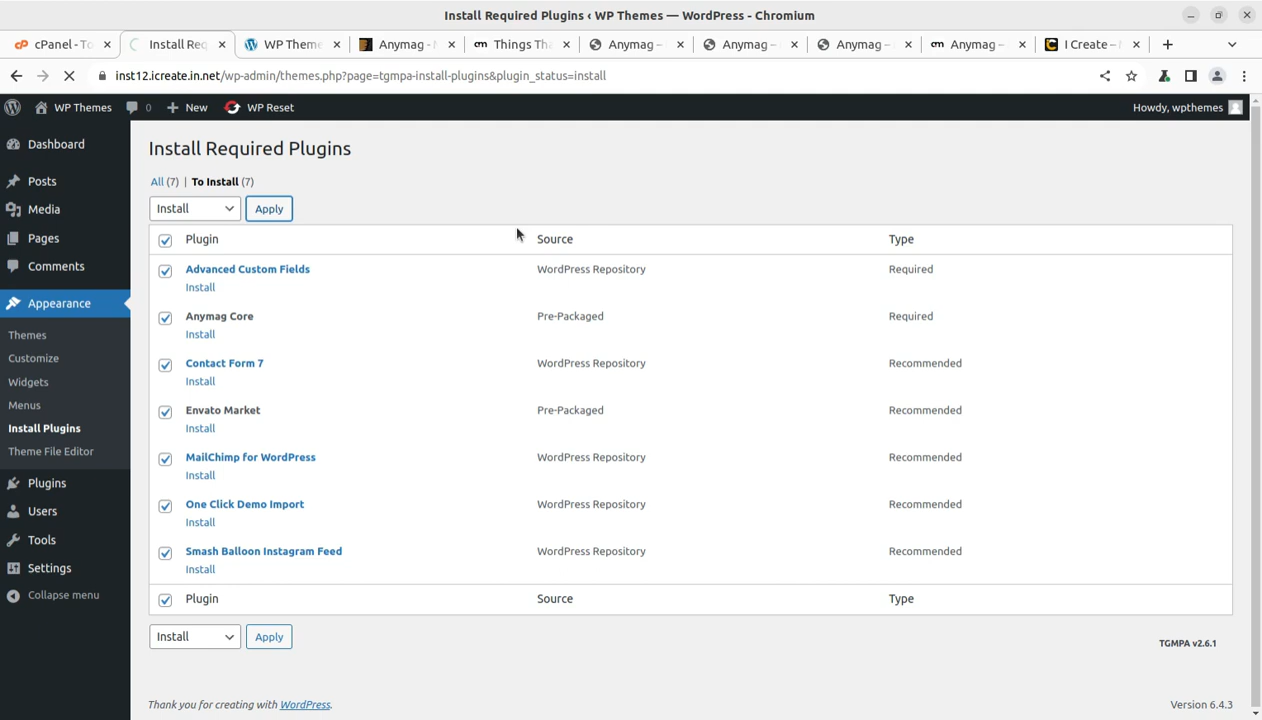 Install Required Plugins ‹ WP Themes — WordPress - Chromium
cPanel - To
Install Req
WP Theme
Anymag - 
Things Tha
Anymag –
Anymag –
Anymag –
Anymag –
I Create –
inst12.icreate.in.net/wp-admin/themes.php?page=tgmpa-install-plugins&plugin_status=install
WP Themes
0
New
WP Reset
Howdy, wpthemes
Dashboard
Posts
Media
Pages
Comments
Appearance
Themes
Customize
Widgets
Menus
Install Plugins
Theme File Editor
Plugins
Users
Tools
Settings
Collapse menu
Install Required Plugins
All (7) | To Install (7)
Install
Apply
Plugin Source Type
Advanced Custom Fields WordPress Repository Required
Install
Anymag Core Pre-Packaged Required
Install
Contact Form 7 WordPress Repository Recommended
Install
Envato Market Pre-Packaged Recommended
Install
MailChimp for WordPress WordPress Repository Recommended
Install
One Click Demo Import WordPress Repository Recommended
Install
Smash Balloon Instagram Feed WordPress Repository Recommended
Install
Plugin Source Type
Install
Apply
TGMPA v2.6.1
Thank you for creating with WordPress.
Version 6.4.3